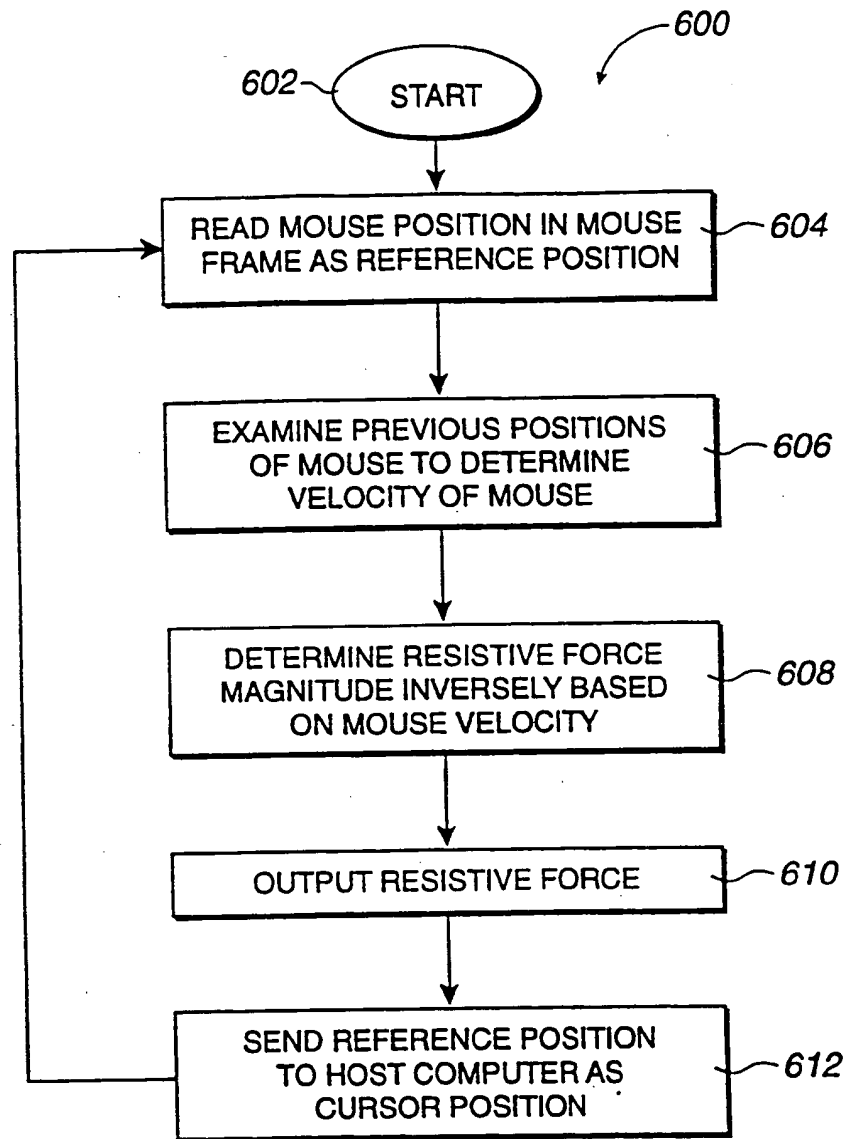 600
602
START
READ MOUSE POSITION IN MOUSE
FRAME AS REFERENCE POSITION
604
EXAMINE PREVIOUS POSITIONS
OF MOUSE TO DETERMINE
VELOCITY OF MOUSE
606
DETERMINE RESISTIVE FORCE
MAGNITUDE INVERSELY BASED
ON MOUSE VELOCITY
608
OUTPUT RESISTIVE FORCE
610
SEND REFERENCE POSITION
TO HOST COMPUTER AS
CURSOR POSITION
612